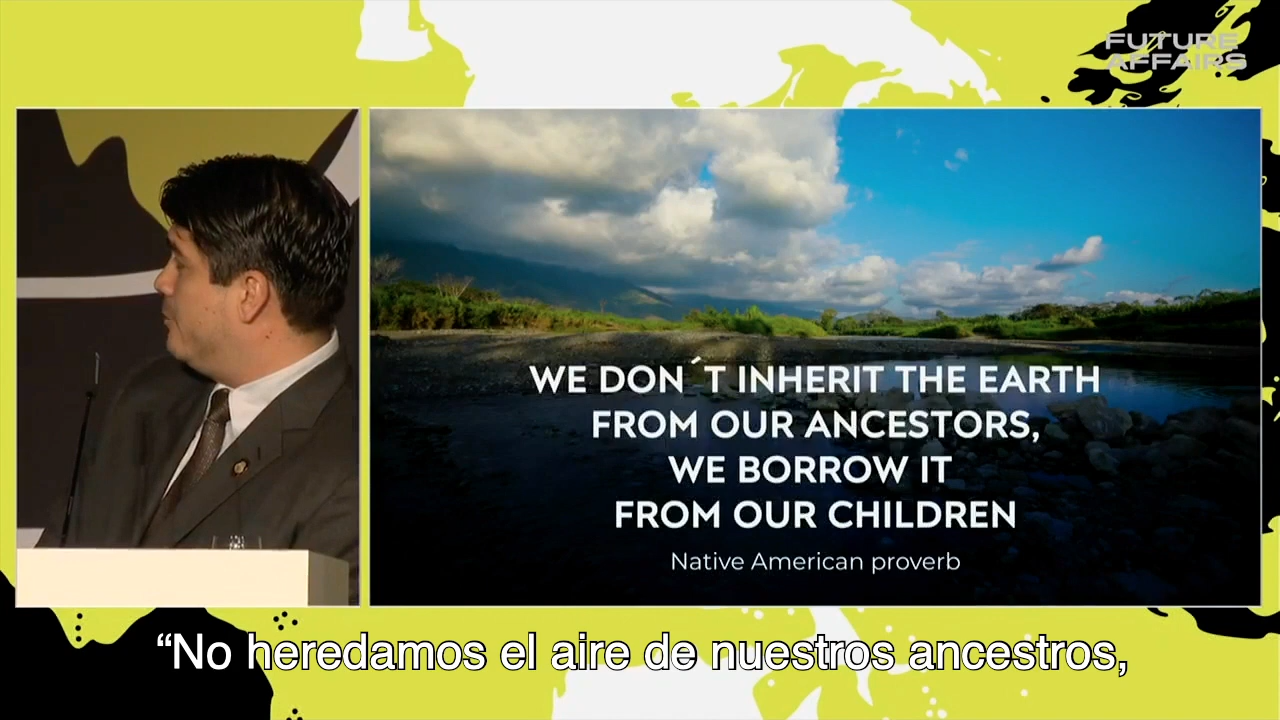 FUTURE
AFFAIRS
WE DON´T INHERIT THE EARTH
FROM OUR ANCESTORS,
WE BORROW IT
FROM OUR CHILDREN
Native American proverb
“No heredamos el aire de nuestros ancestros,